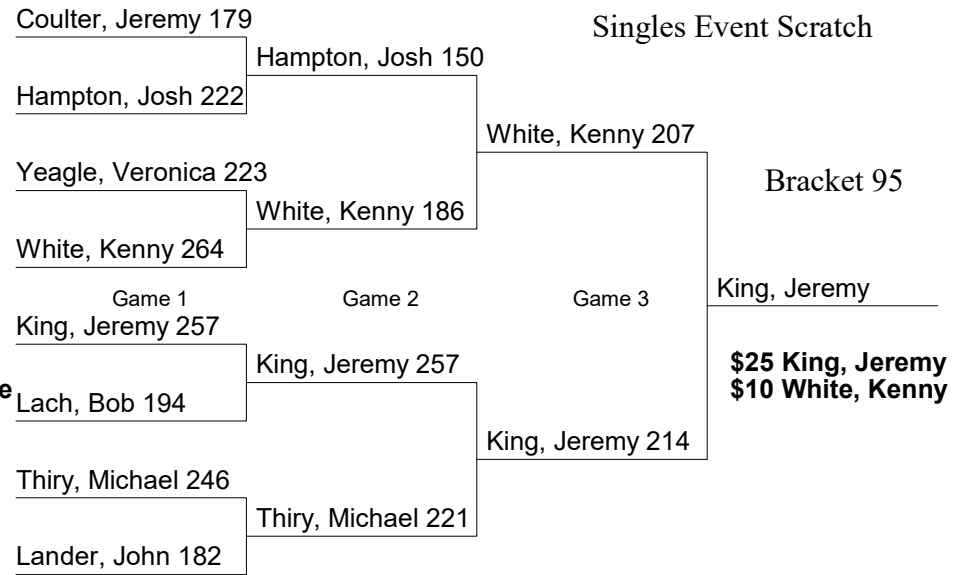 Coulter, Jeremy 179
Singles Event Scratch
Hampton, Josh 150
Hampton, Josh 222
White, Kenny 207
Yeagle, Veronica 223
Bracket 95
White, Kenny 186
White, Kenny 264
Game 1 Game 2 Game 3
King, Jeremy
King, Jeremy 257
King, Jeremy 257
$25 King, Jeremy
$10 White, Kenny
e
Lach, Bob 194
King, Jeremy 214
Thiry, Michael 246
Thiry, Michael 221
Lander, John 182